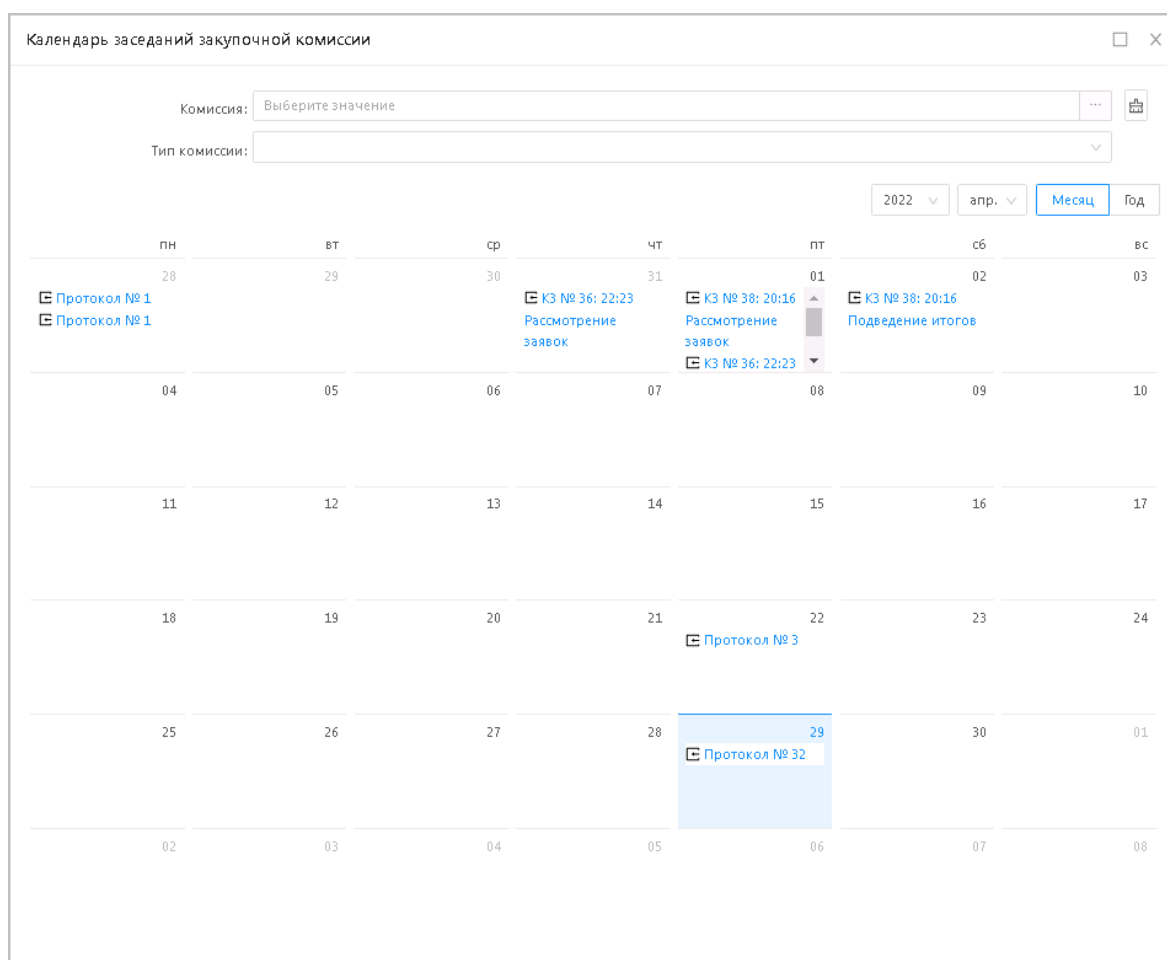 Календарь заседаний закупочной комиссии
Комиссия: Выберите значение ...
Тип комиссии:
2022 апр. Месяц Год
пн вт ср чт пт сб вс
28 29 30 31 01 02 03
Протокол № 1 КЗ № 36: 22:23 КЗ № 38: 20:16 КЗ № 38: 20:16
Протокол № 1 Рассмотрение Рассмотрение Подведение итогов
заявок заявок
КЗ № 36: 22:23
04 05 06 07 08 09 10
11 12 13 14 15 16 17
18 19 20 21 22 23 24
Протокол № 3
25 26 27 28 29 30 01
Протокол № 32
02 03 04 05 06 07 08